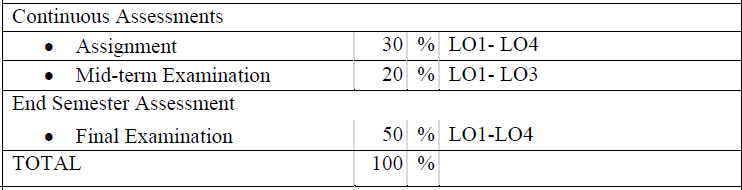 Continuous Assessments
• Assignment 30 % LO1- LO4
• Mid-term Examination 20 % LO1- LO3
End Semester Assessment
• Final Examination 50 % LO1-LO4
TOTAL 100 %